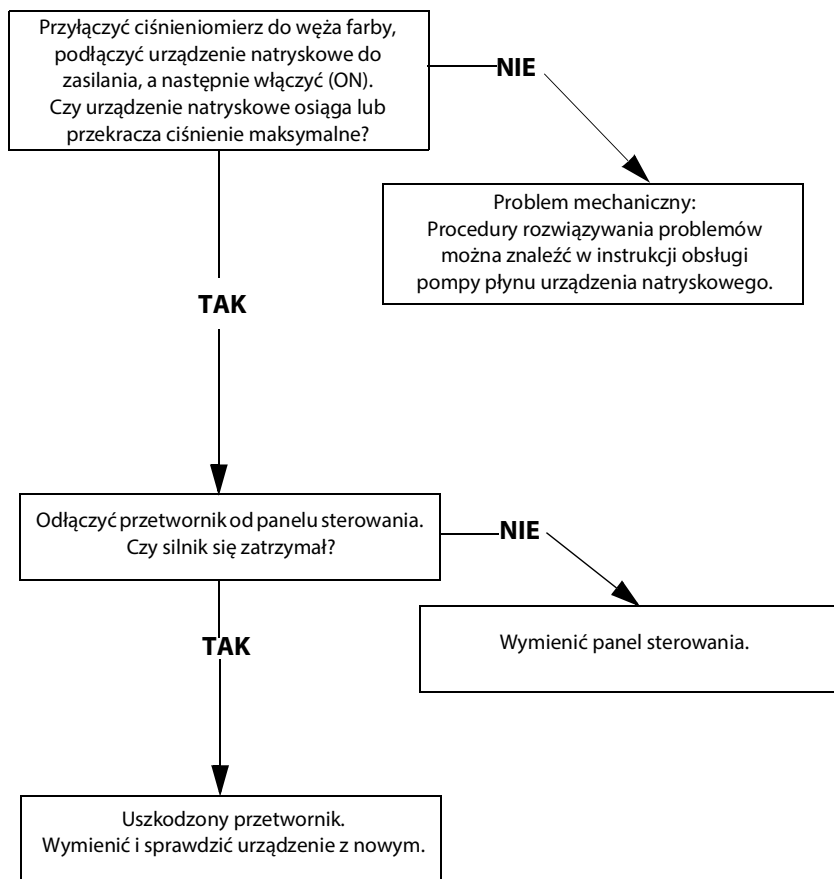 Przyłączyć ciśnieniomierz do węża farby,
podłączyć urządzenie natryskowe do
zasilania, a następnie włączyć (ON).
Czy urządzenie natryskowe osiąga lub
przekracza ciśnienie maksymalne?
NIE
Problem mechaniczny:
Procedury rozwiązywania problemów
można znaleźć w instrukcji obsługi
pompy płynu urządzenia natryskowego.
TAK
Odłączyć przetwornik od panelu sterowania.
Czy silnik się zatrzymał?
NIE
Wymienić panel sterowania.
TAK
Uszkodzony przetwornik.
Wymienić i sprawdzić urządzenie z nowym.